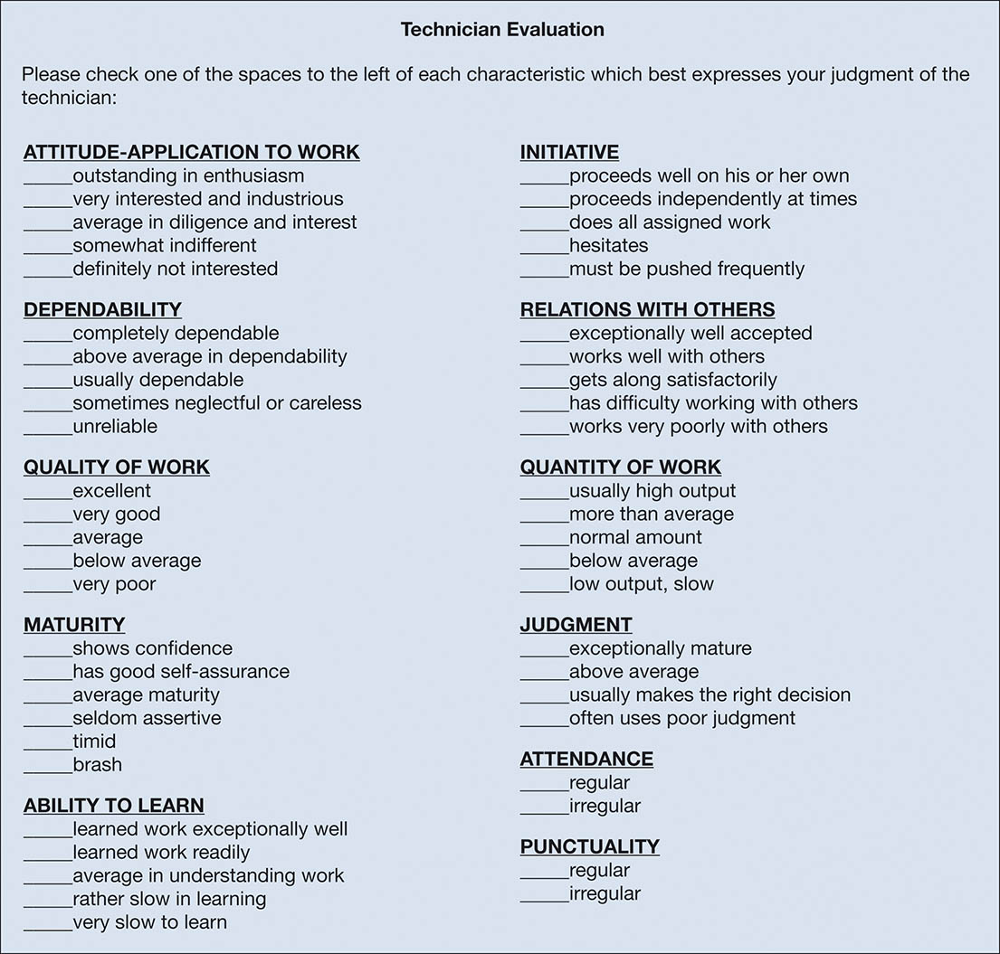 Technician Evaluation
Please check one of the spaces to the left of each characteristic which best expresses your judgment of the
technician:
ATTITUDE-APPLICATION TO WORK
_____outstanding in enthusiasm
_____very interested and industrious
_____average in diligence and interest
_____somewhat indifferent
_____definitely not interested
DEPENDABILITY
_____completely dependable
_____above average in dependability
_____usually dependable
_____sometimes neglectful or careless
_____unreliable
QUALITY OF WORK
_____excellent
_____very good
_____average
_____below average
_____very poor
MATURITY
_____shows confidence
_____has good self-assurance
_____average maturity
_____seldom assertive
_____timid
_____brash
ABILITY TO LEARN
_____learned work exceptionally well
_____learned work readily
_____average in understanding work
_____rather slow in learning
_____very slow to learn
INITIATIVE
_____proceeds well on his or her own
_____proceeds independently at times
_____does all assigned work
_____hesitates
_____must be pushed frequently
RELATIONS WITH OTHERS
_____exceptionally well accepted
_____works well with others
_____gets along satisfactorily
_____has difficulty working with others
_____works very poorly with others
QUANTITY OF WORK
_____usually high output
_____more than average
_____normal amount
_____below average
_____low output, slow
JUDGMENT
_____exceptionally mature
_____above average
_____usually makes the right decision
_____often uses poor judgment
ATTENDANCE
_____regular
_____irregular
PUNCTUALITY
_____regular
_____irregular